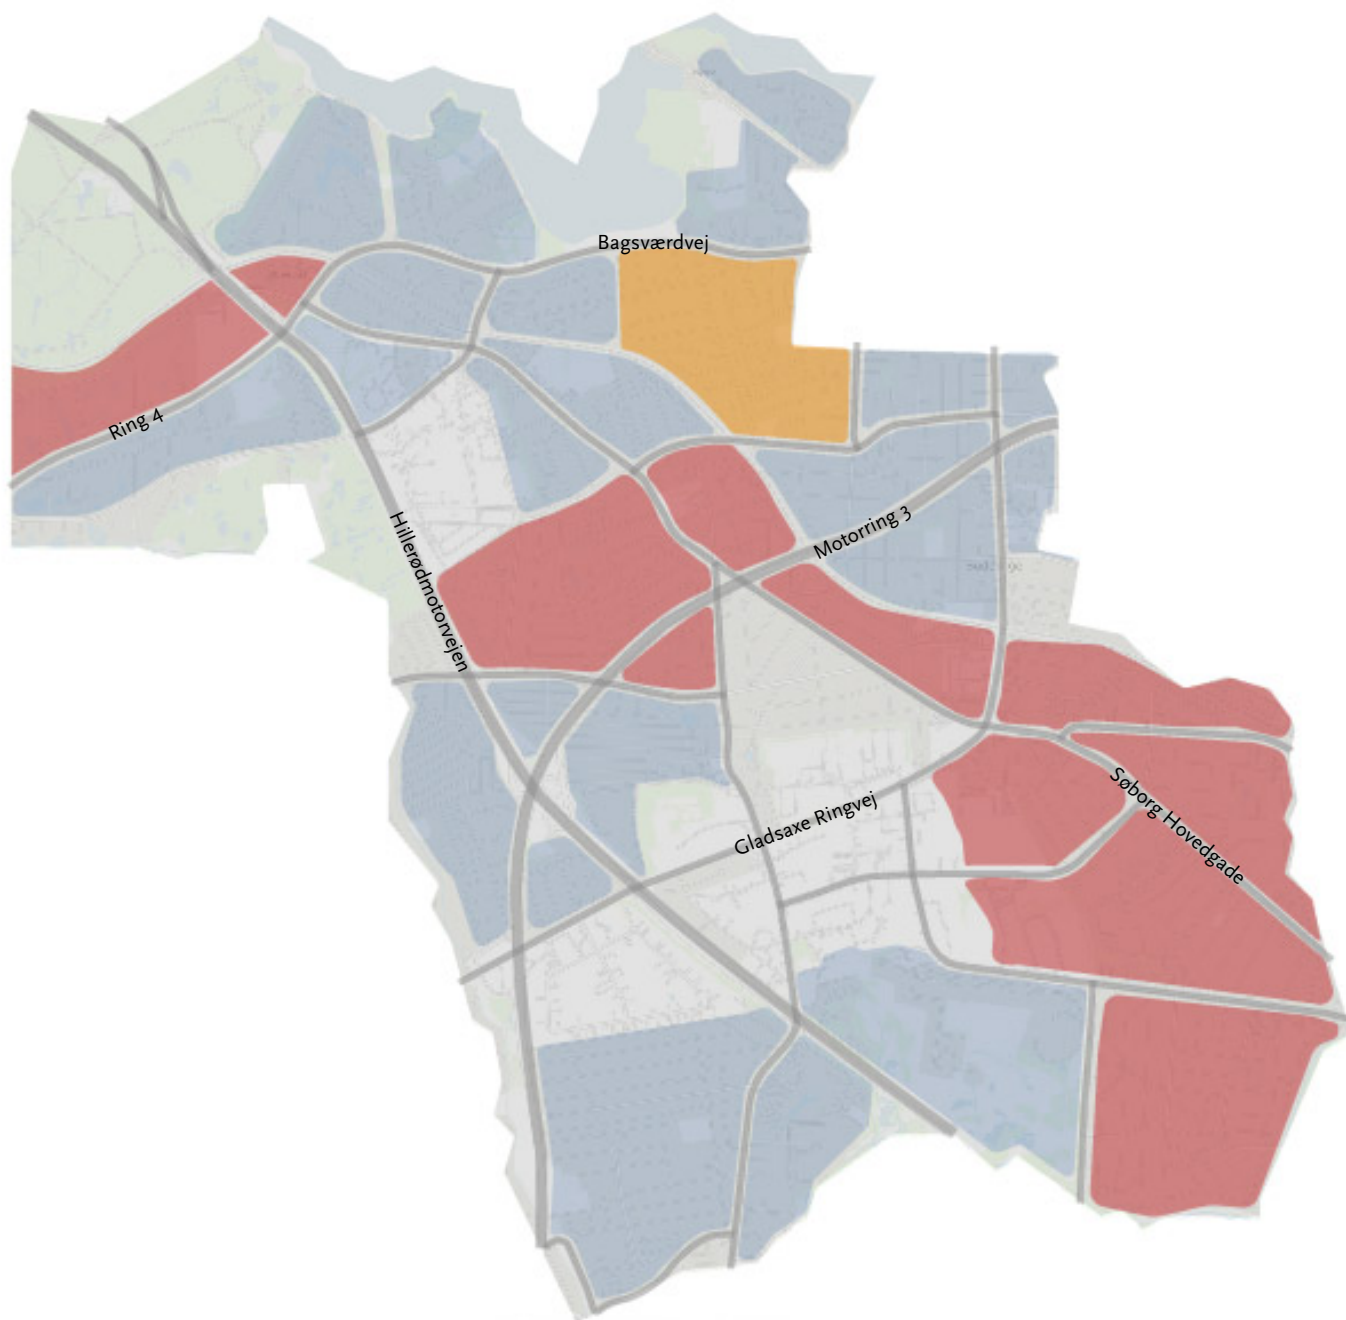 Bagsværdvej
Ring 4
Motorring 3
Hillerødmotorvejen
Gladsaxe Ringvej
Søborg Hovedgade